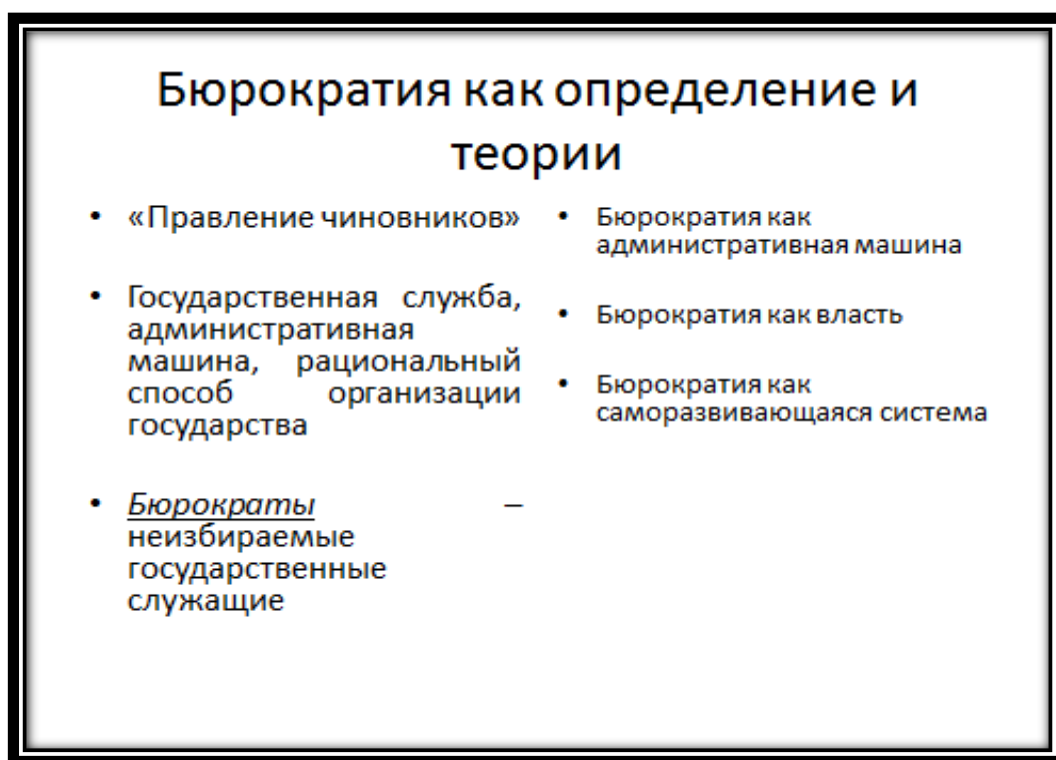 Бюрократия как определение и
теории
• «Правление чиновников»
• Государственная служба,
административная
машина, рациональный
способ организации
государства
• Бюрократы –
неизбираемые
государственные
служащие
• Бюрократия как
административная машина
• Бюрократия как власть
• Бюрократия как
саморазвивающаяся система